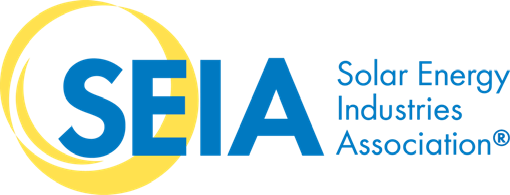 SEIA
Solar Energy
Industries
Association®